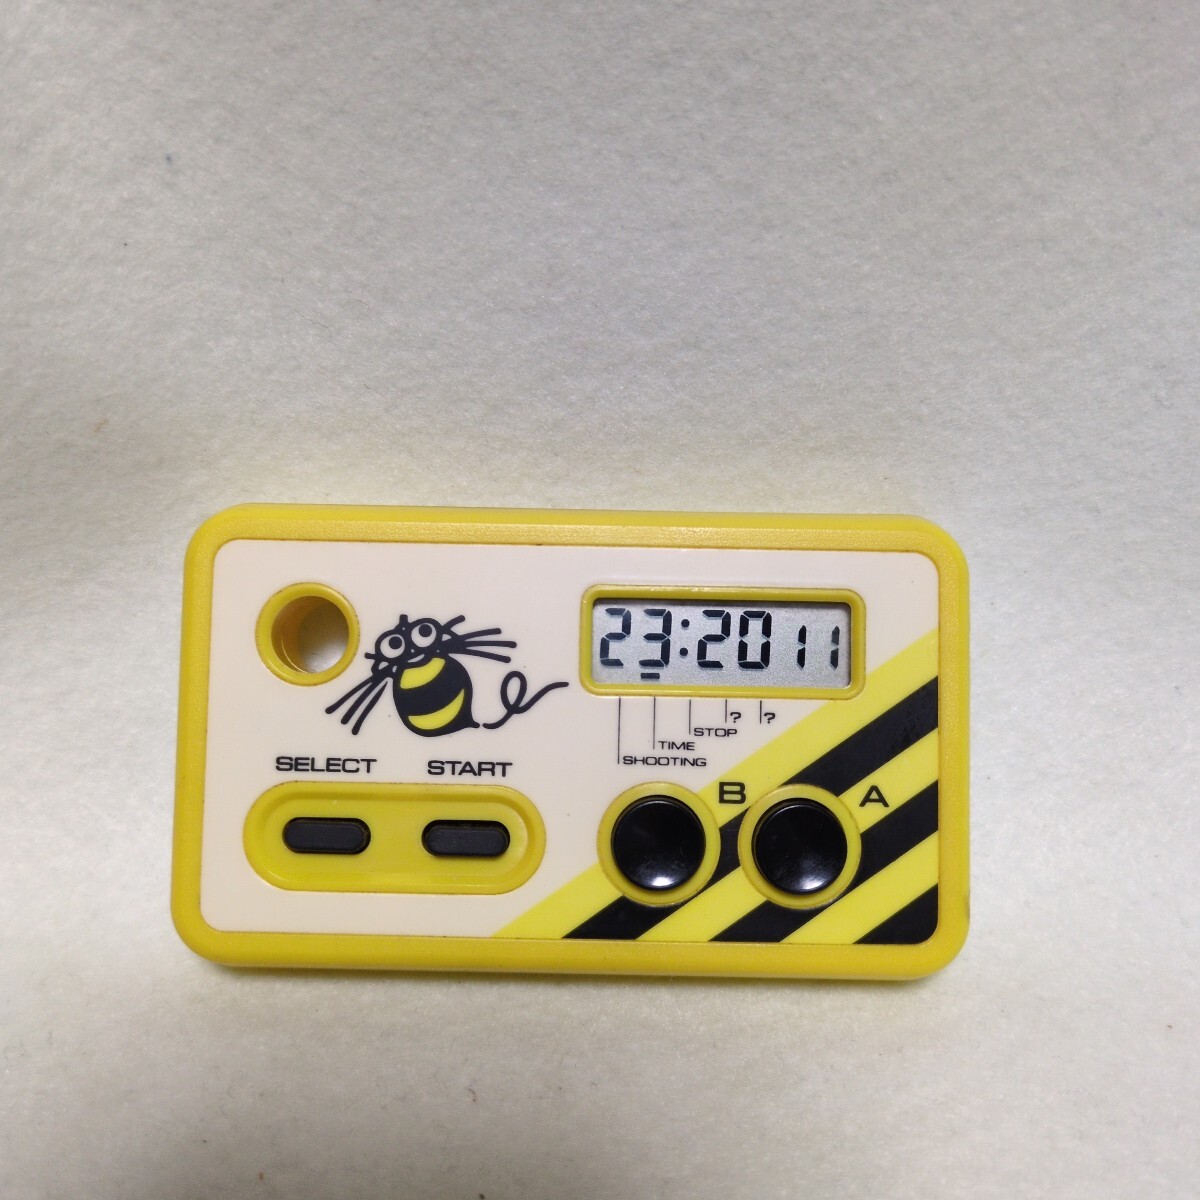 23:20 11
? ?
STOP
TIME
SHOOTING
SELECT START
B A